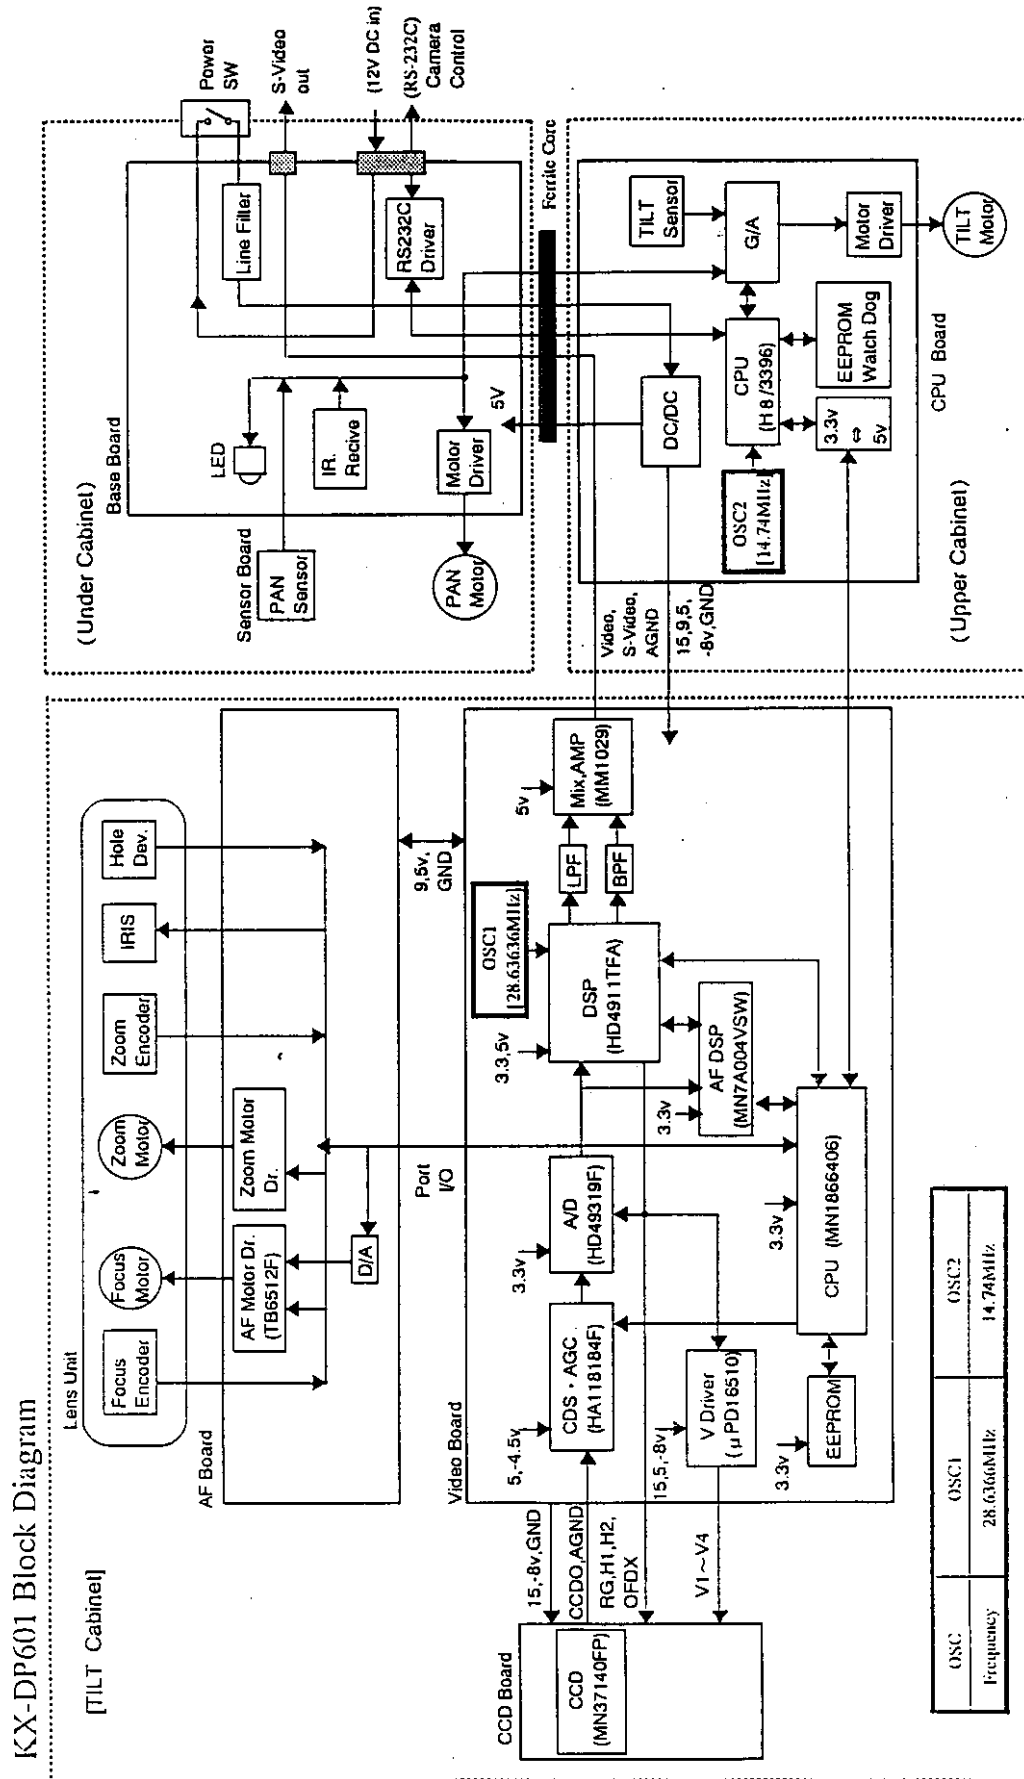 KX-DP601 Block Diagram
[TILT Cabinet]
Lens Unit
Focus
Encoder
Focus
Motor
Zoom
Motor
Zoom
Encoder
IRIS
Hole
Dev.
AF Board
AF Motor Dr.
(TB6512F)
Zoom Motor
Dr.
D/A
Port
I/O
9,5v,
GND
Video Board
CCD Board
CCD
(MN37140FP)
15,-8v,GND
CCDO,AGND
RG,H1,H2,
OFDX
V1~V4
5,-4.5v
CDS・AGC
(HA118184F)
3.3v
A/D
(HD49319F)
3.3,5v
DSP
(HD4911TFA)
OSC1
[28.63636MHz]
LPF
BPF
5v
Mix,AMP
(MM1029)
15,5,-8v
V Driver
(μPD16510)
3.3v
AF DSP
(MN7A004VSW)
3.3v
EEPROM
3.3v
CPU (MN1866406)
OSC
OSC1
OSC2
Frequency
28.6366MHz
14.74MHz
(Under Cabinet)
Base Board
Sensor Board
PAN
Sensor
PAN
Motor
LED
IR.
Recive
Motor
Driver
5V
Line Filter
RS232C
Driver
Power
SW
S-Video
out
(12V DC in)
(RS-232C)
Camera
Control
Ferrite Core
Video,
S-Video,
AGND
15,9,5,
-8v,GND
(Upper Cabinet)
CPU Board
DC/DC
OSC2
[14.74MHz]
CPU
(H 8 /3396)
3.3v
⇔
5v
EEPROM
Watch Dog
TILT
Sensor
G/A
Motor
Driver
TILT
Motor